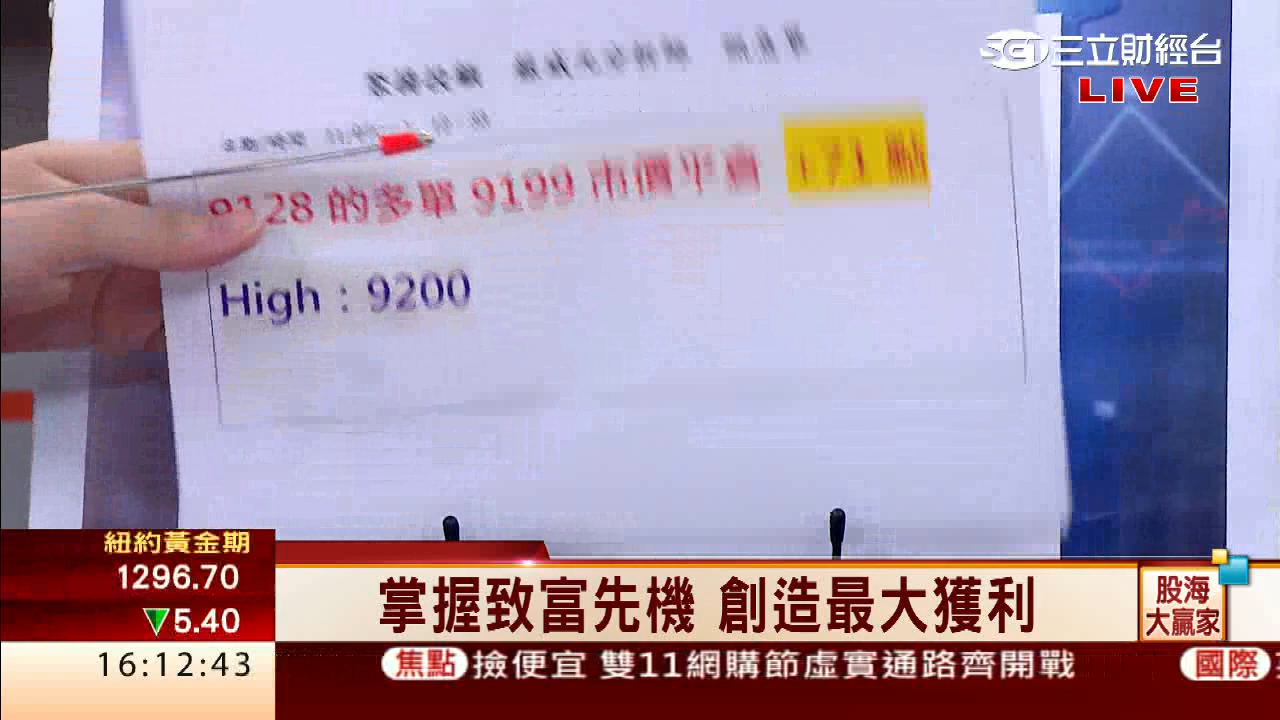 SET 三立財經台
LIVE
9128 的多單 9199 市價平倉 +71 點
High：9200
紐約黃金期
1296.70
▼5.40
16:12:43
掌握致富先機 創造最大獲利
股海
大贏家
焦點 撿便宜 雙11網購節虛實通路齊開戰
國際